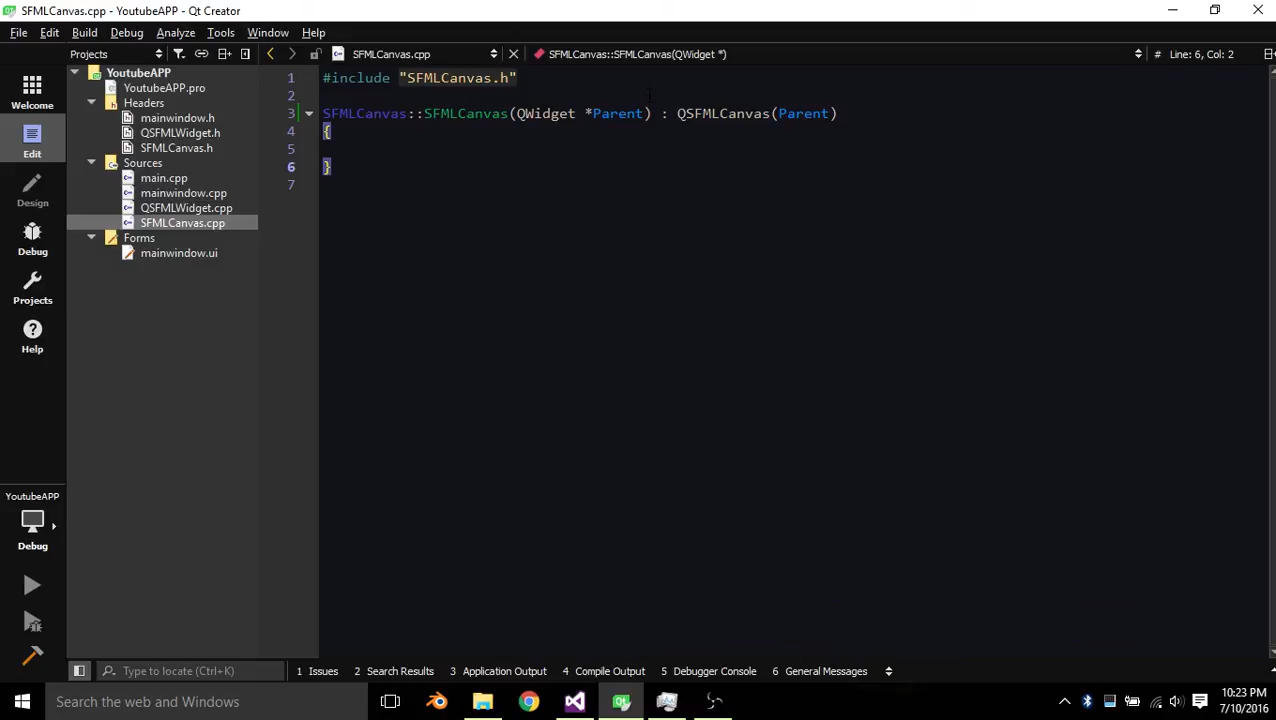 SFMLCanvas.cpp - YoutubeAPP - Qt Creator
File Edit Build Debug Analyze Tools Window Help
Projects SFMLCanvas.cpp SFMLCanvas::SFMLCanvas(QWidget *) # Line: 6, Col: 2
Welcome
Edit
Design
Debug
Projects
Help
YoutubeAPP
Debug
YoutubeAPP
YoutubeAPP.pro
Headers
mainwindow.h
QSFMLWidget.h
SFMLCanvas.h
Sources
main.cpp
mainwindow.cpp
QSFMLWidget.cpp
SFMLCanvas.cpp
Forms
mainwindow.ui
1 #include "SFMLCanvas.h"
2
3 SFMLCanvas::SFMLCanvas(QWidget *Parent) : QSFMLCanvas(Parent)
4 {
5
6 }
7
Type to locate (Ctrl+K) 1 Issues 2 Search Results 3 Application Output 4 Compile Output 5 Debugger Console 6 General Messages
Search the web and Windows
10:23 PM
7/10/2016